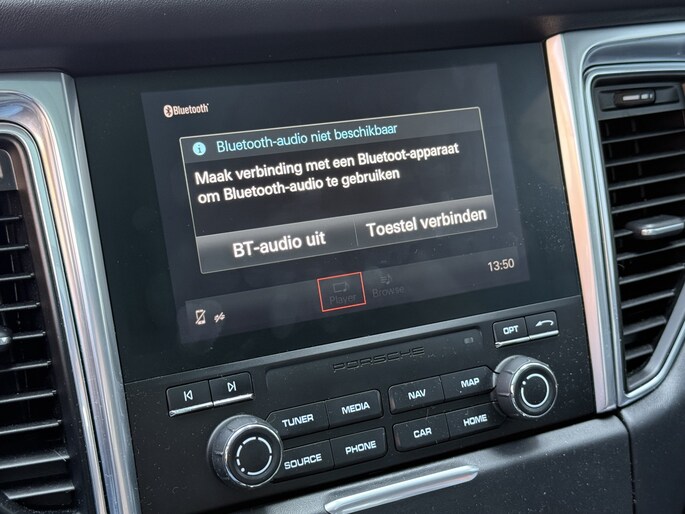 Bluetooth
Bluetooth-audio niet beschikbaar
Maak verbinding met een Bluetoot-apparaat
om Bluetooth-audio te gebruiken
BT-audio uit
Toestel verbinden
13:50
Player
Browse
PORSCHE
OPT
TUNER
MEDIA
NAV
MAP
SOURCE
PHONE
CAR
HOME